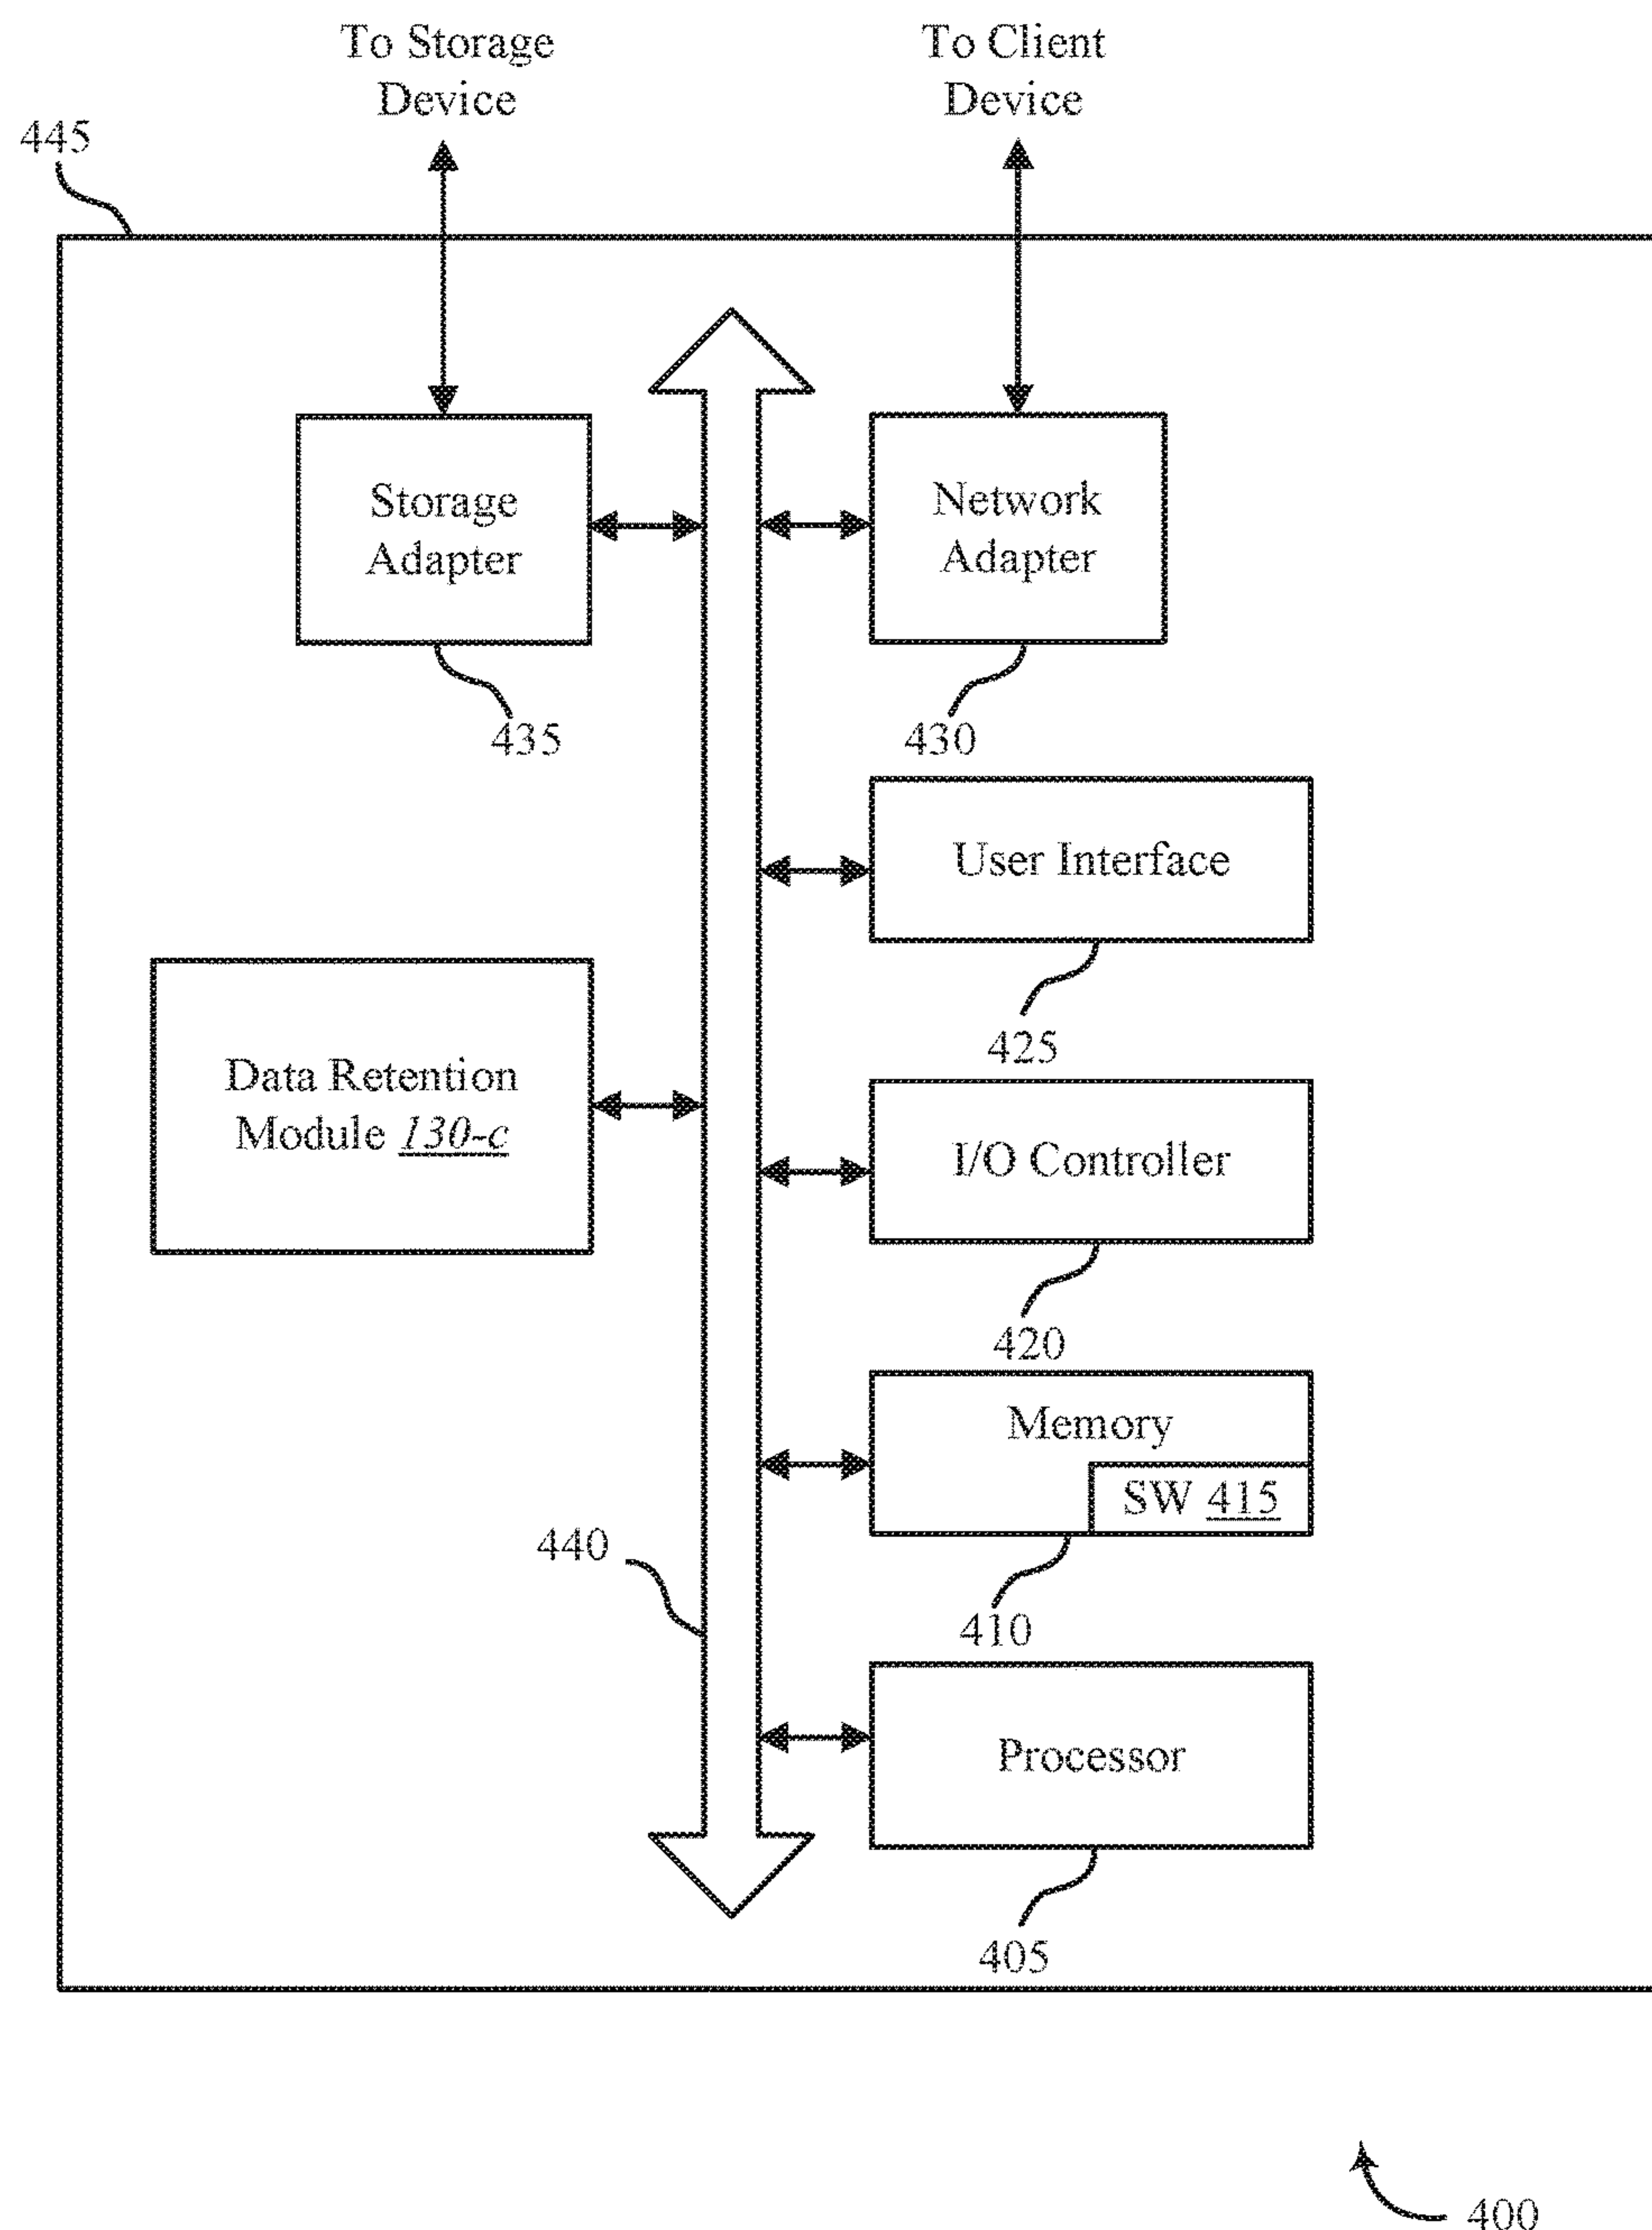 To Storage
Device
To Client
Device
445
Storage
Adapter
Network
Adapter
435
430
User Interface
425
Data Retention
Module 130-c
I/O Controller
420
Memory
SW 415
440
410
Processor
405
400